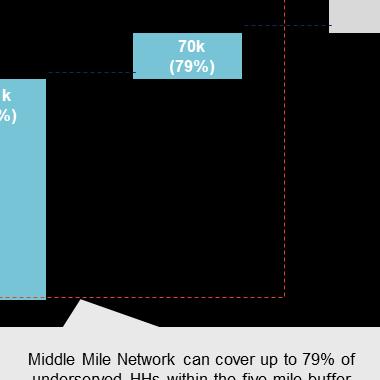 70k
(79%)
k
%)
Middle Mile Network can cover up to 79% of
underserved HHs within the five mile buffer